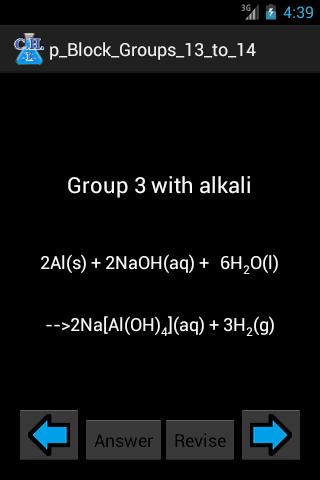 3G 4:39
C.H. L p_Block_Groups_13_to_14
Group 3 with alkali
2Al(s) + 2NaOH(aq) + 6H₂O(l)
-->2Na[Al(OH)₄](aq) + 3H₂(g)
Answer Revise